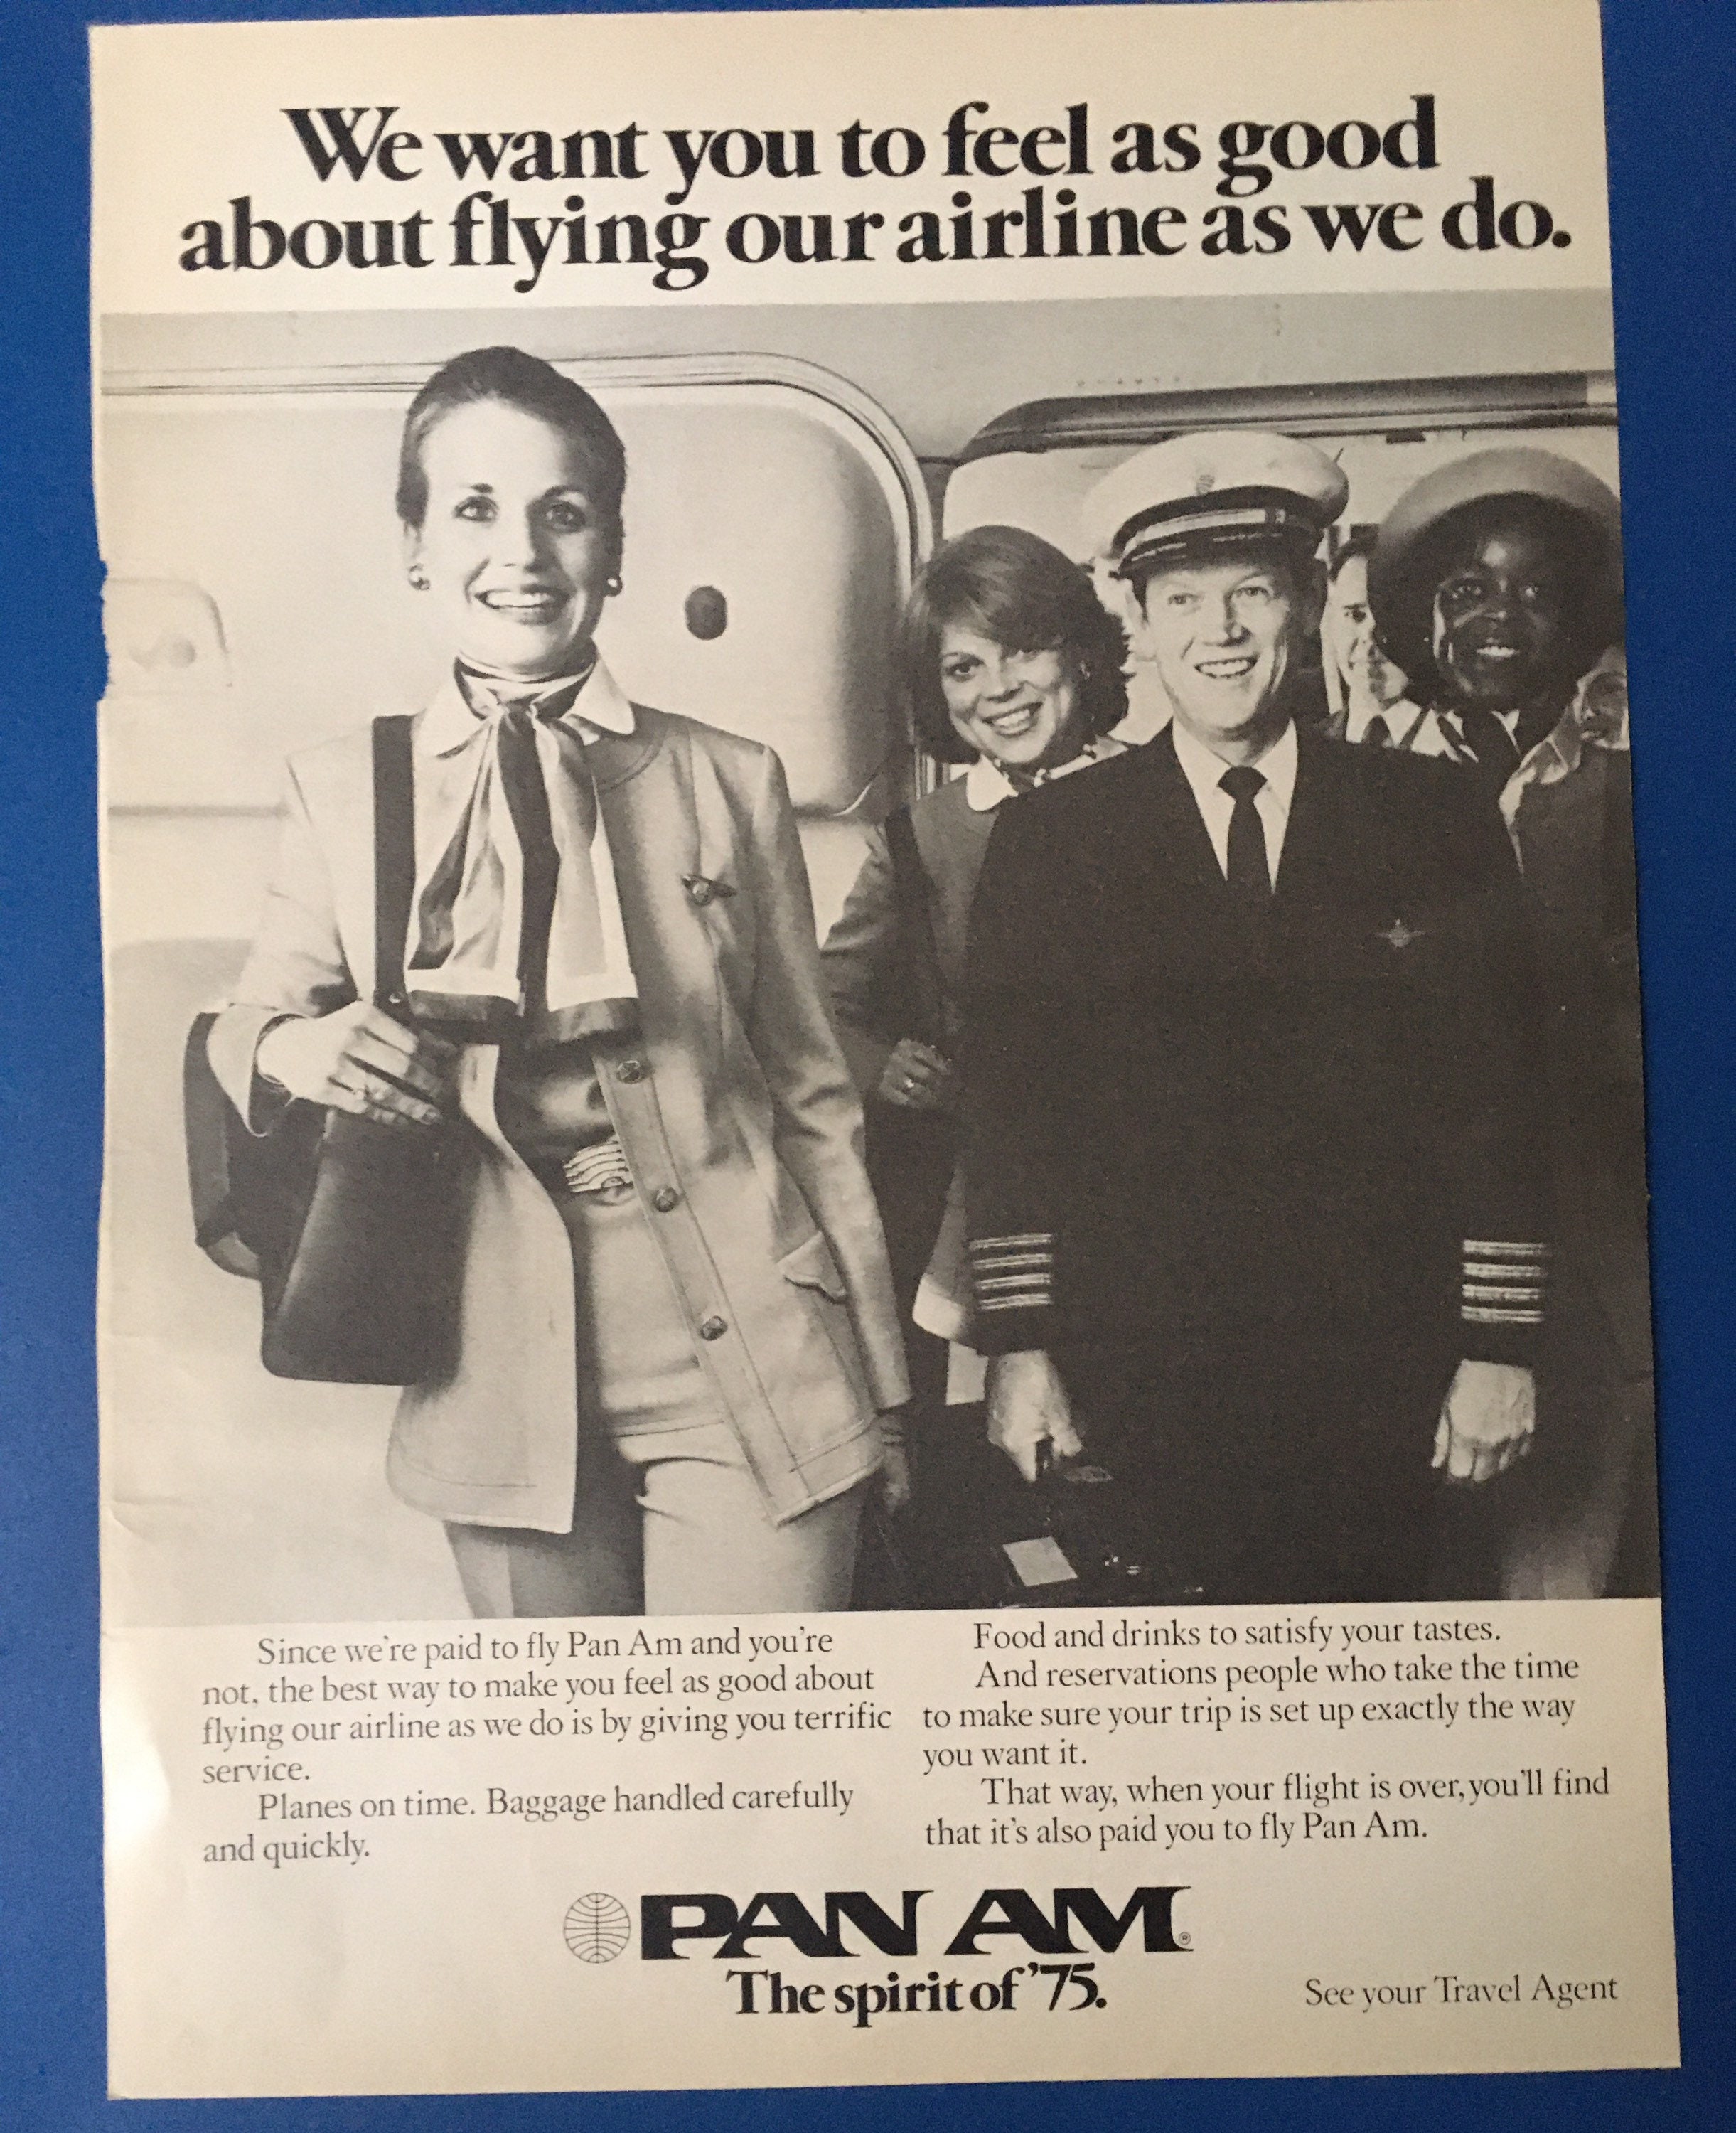 We want you to feel as good
about flying our airline as we do.
Since we're paid to fly Pan Am and you're
not, the best way to make you feel as good about
flying our airline as we do is by giving you terrific
service.
Planes on time. Baggage handled carefully
and quickly.
Food and drinks to satisfy your tastes.
And reservations people who take the time
to make sure your trip is set up exactly the way
you want it.
That way, when your flight is over, you'll find
that it's also paid you to fly Pan Am.
PAN AM®
The spirit of '75.
See your Travel Agent